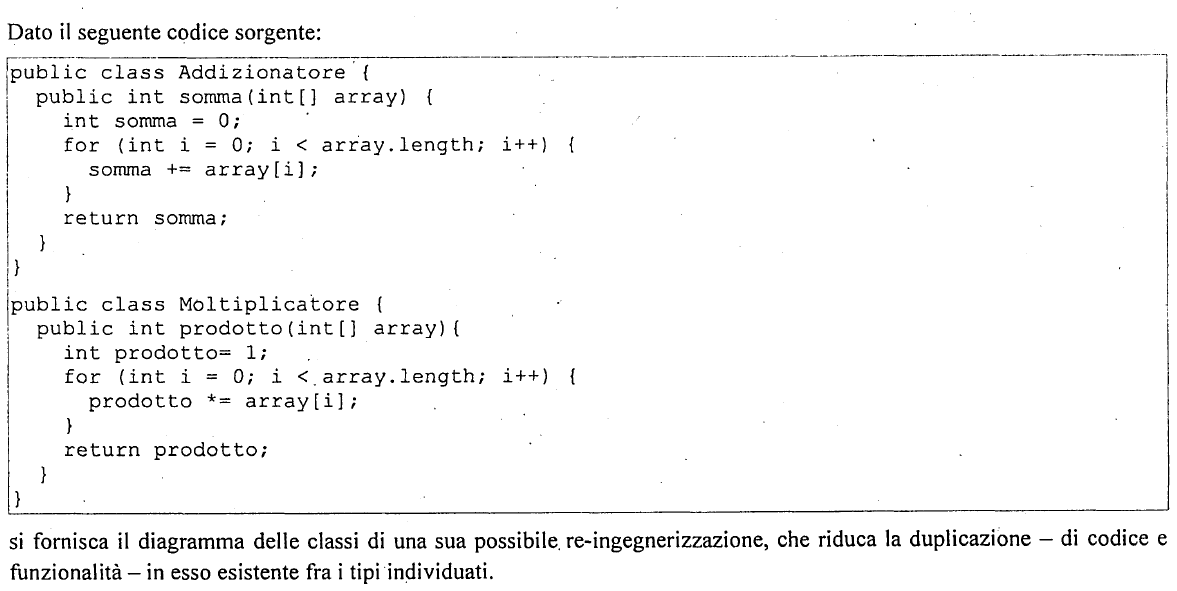 Dato il seguente codice sorgente:
public class Addizionatore {
public int somma(int[] array) {
int somma = 0;
for (int i = 0; i < array.length; i++) {
somma += array[i];
}
return somma;
}
}
public class Moltiplicatore {
public int prodotto(int[] array){
int prodotto= 1;
for (int i = 0; i < array.length; i++) {
prodotto *= array[i];
}
return prodotto;
}
}
si fornisca il diagramma delle classi di una sua possibile re-ingegnerizzazione, che riduca la duplicazione – di codice e
funzionalità – in esso esistente fra i tipi individuati.